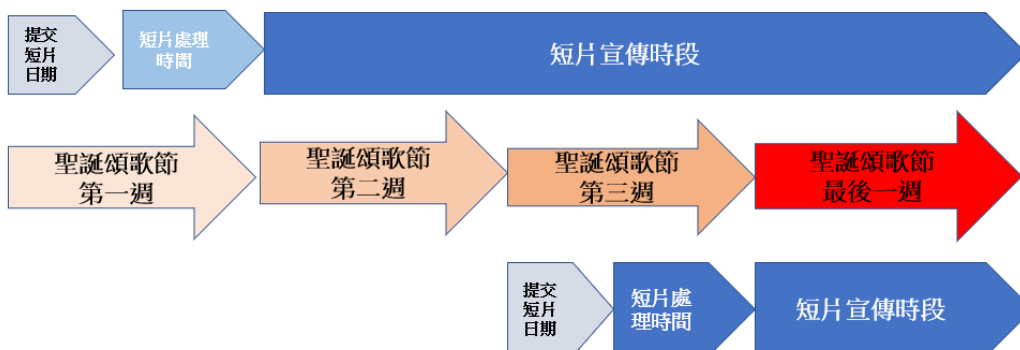 提交
短片
日期
短片處理
時間
短片宣傳時段
聖誕頌歌節
第一週
聖誕頌歌節
第二週
聖誕頌歌節
第三週
聖誕頌歌節
最後一週
提交
短片
日期
短片處
理時間
短片宣傳時段